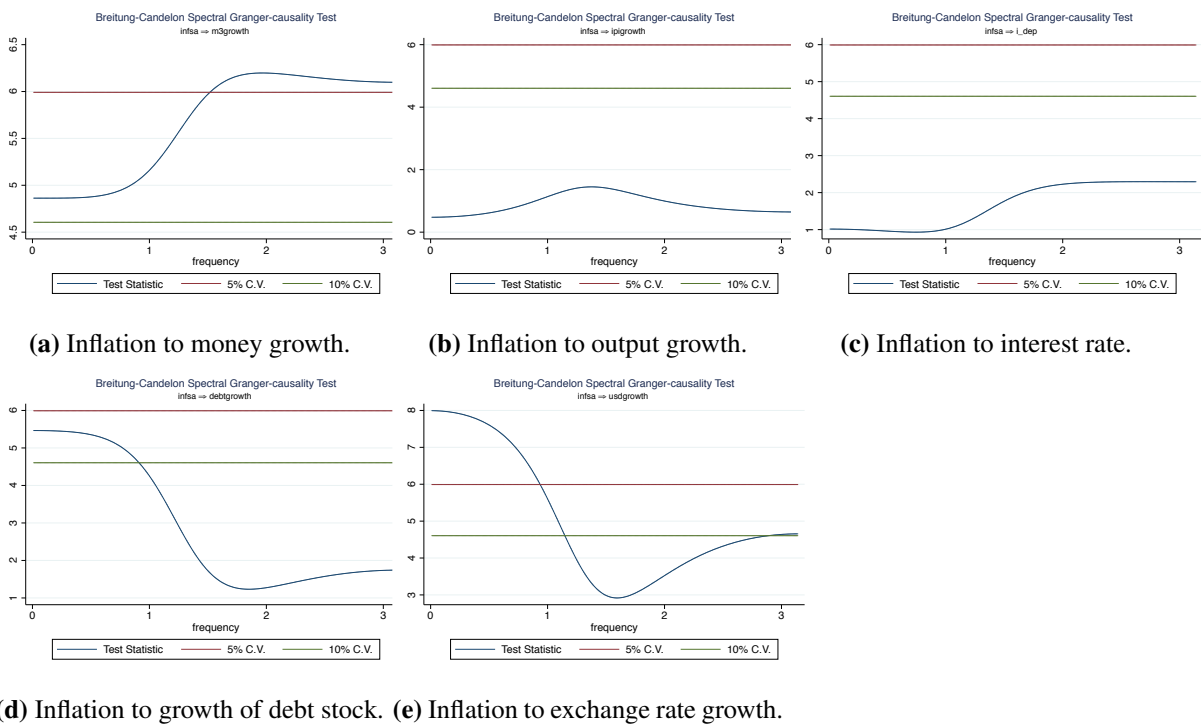 Breitung-Candelon Spectral Granger-causality Test
infsa ⇒ m3growth
6.5
6
5.5
5
4.5
0 1 2 3
frequency
Test Statistic 5% C.V. 10% C.V.
(a) Inflation to money growth.
Breitung-Candelon Spectral Granger-causality Test
infsa ⇒ ipigrowth
6
4
2
0
0 1 2 3
frequency
Test Statistic 5% C.V. 10% C.V.
(b) Inflation to output growth.
Breitung-Candelon Spectral Granger-causality Test
infsa ⇒ i_dep
6
5
4
3
2
1
0 1 2 3
frequency
Test Statistic 5% C.V. 10% C.V.
(c) Inflation to interest rate.
Breitung-Candelon Spectral Granger-causality Test
infsa ⇒ debtgrowth
6
5
4
3
2
1
0 1 2 3
frequency
Test Statistic 5% C.V. 10% C.V.
(d) Inflation to growth of debt stock.
Breitung-Candelon Spectral Granger-causality Test
infsa ⇒ usdgrowth
8
7
6
5
4
3
0 1 2 3
frequency
Test Statistic 5% C.V. 10% C.V.
(e) Inflation to exchange rate growth.